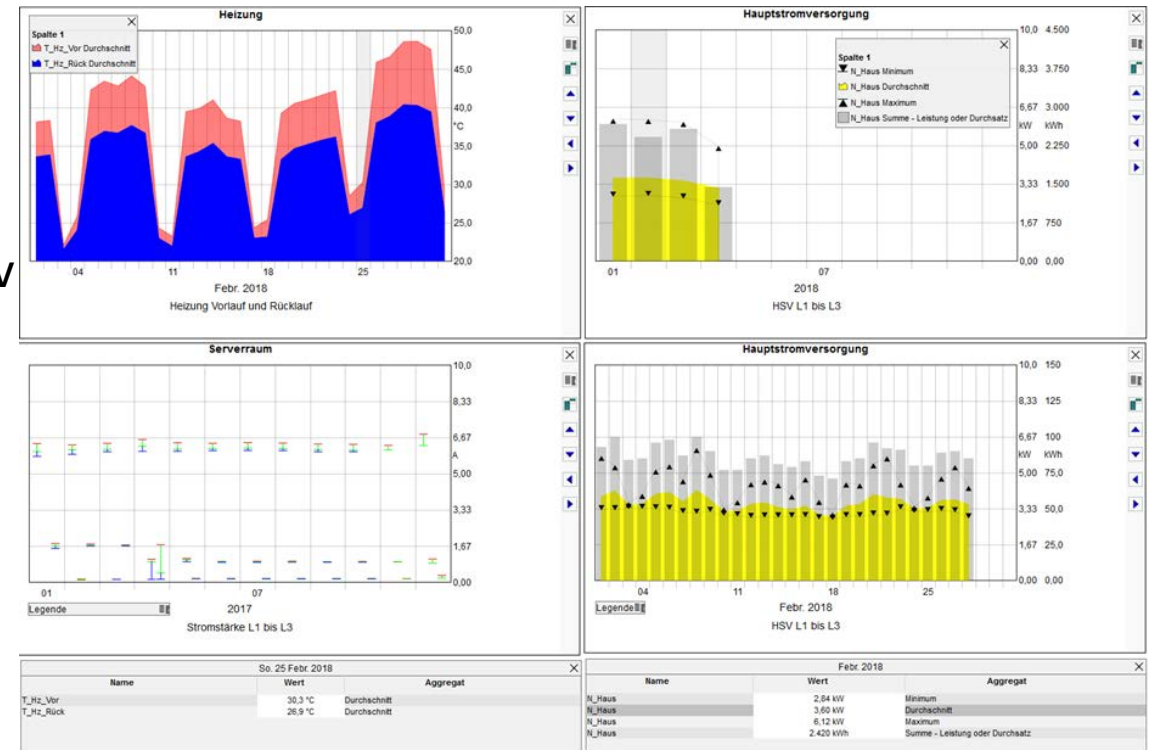 V
Heizung
Spalte 1
T_Hz_Vor Durchschnitt
T_Hz_Rück Durchschnitt
50,0
45,0
40,0
°C
35,0
30,0
25,0
20,0
04 11 18 25
Febr. 2018
Heizung Vorlauf und Rücklauf
Hauptstromversorgung
Spalte 1
N_Haus Minimum
N_Haus Durchschnitt
N_Haus Maximum
N_Haus Summe - Leistung oder Durchsatz
10,0 4.500
8,33 3.750
6,67 3.000
kW kWh
5,00 2.250
3,33 1.500
1,67 750
0,00 0,00
01 07
2018
HSV L1 bis L3
Serverraum
10,0
8,33
6,67
A
5,00
3,33
1,67
0,00
01 07
Legende
2017
Stromstärke L1 bis L3
Hauptstromversorgung
10,0 150
8,33 125
6,67 100
kW kWh
5,00 75,0
3,33 50,0
1,67 25,0
0,00 0,00
04 11 18 25
Legende
Febr. 2018
HSV L1 bis L3
So. 25 Febr. 2018
Name Wert Aggregat
T_Hz_Vor 30,3 °C Durchschnitt
T_Hz_Rück 26,9 °C Durchschnitt
Febr. 2018
Name Wert Aggregat
N_Haus 2,84 kW Minimum
N_Haus 3,60 kW Durchschnitt
N_Haus 6,12 kW Maximum
N_Haus 2.420 kWh Summe - Leistung oder Durchsatz